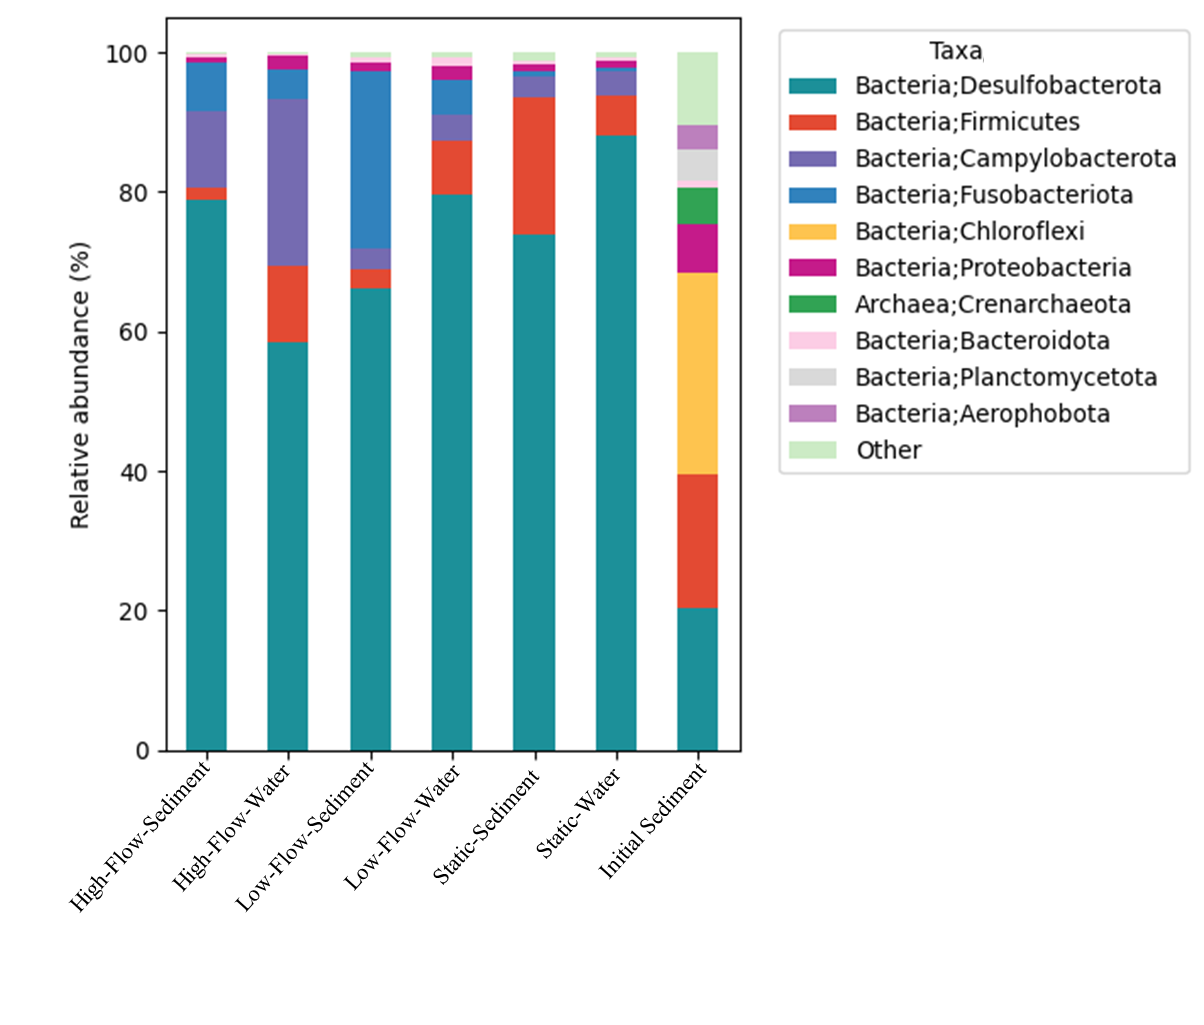 Taxa
Bacteria;Desulfobacterota
Bacteria;Firmicutes
Bacteria;Campylobacterota
Bacteria;Fusobacteriota
Bacteria;Chloroflexi
Bacteria;Proteobacteria
Archaea;Crenarchaeota
Bacteria;Bacteroidota
Bacteria;Planctomycetota
Bacteria;Aerophobota
Other
Relative abundance (%)
100
80
60
40
20
0
High-Flow-Sediment
High-Flow-Water
Low-Flow-Sediment
Low-Flow-Water
Static-Sediment
Static-Water
Initial Sediment